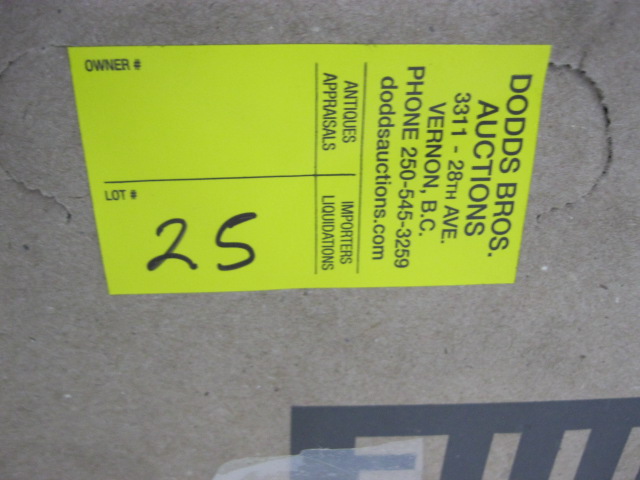 DODDS BROS.
AUCTIONS
3311 - 28TH AVE.
VERNON, B.C.
PHONE 250-545-3259
doddsauctions.com
ANTIQUES
APPRAISALS
IMPORTERS
LIQUIDATIONS
OWNER #
LOT #
25